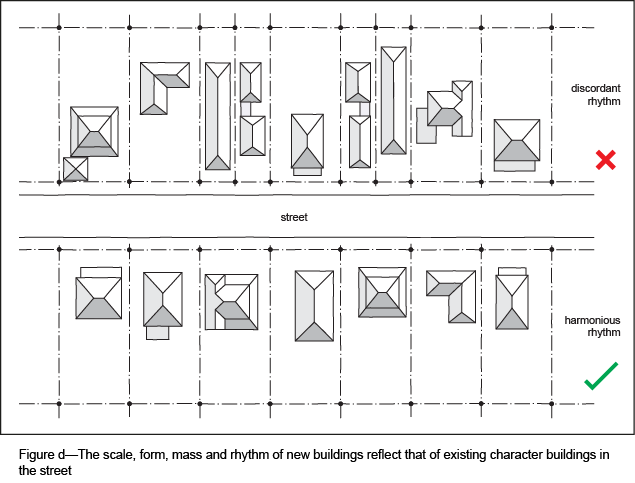 discordant
rhythm
street
harmonious
rhythm
Figure d—The scale, form, mass and rhythm of new buildings reflect that of existing character buildings in
the street